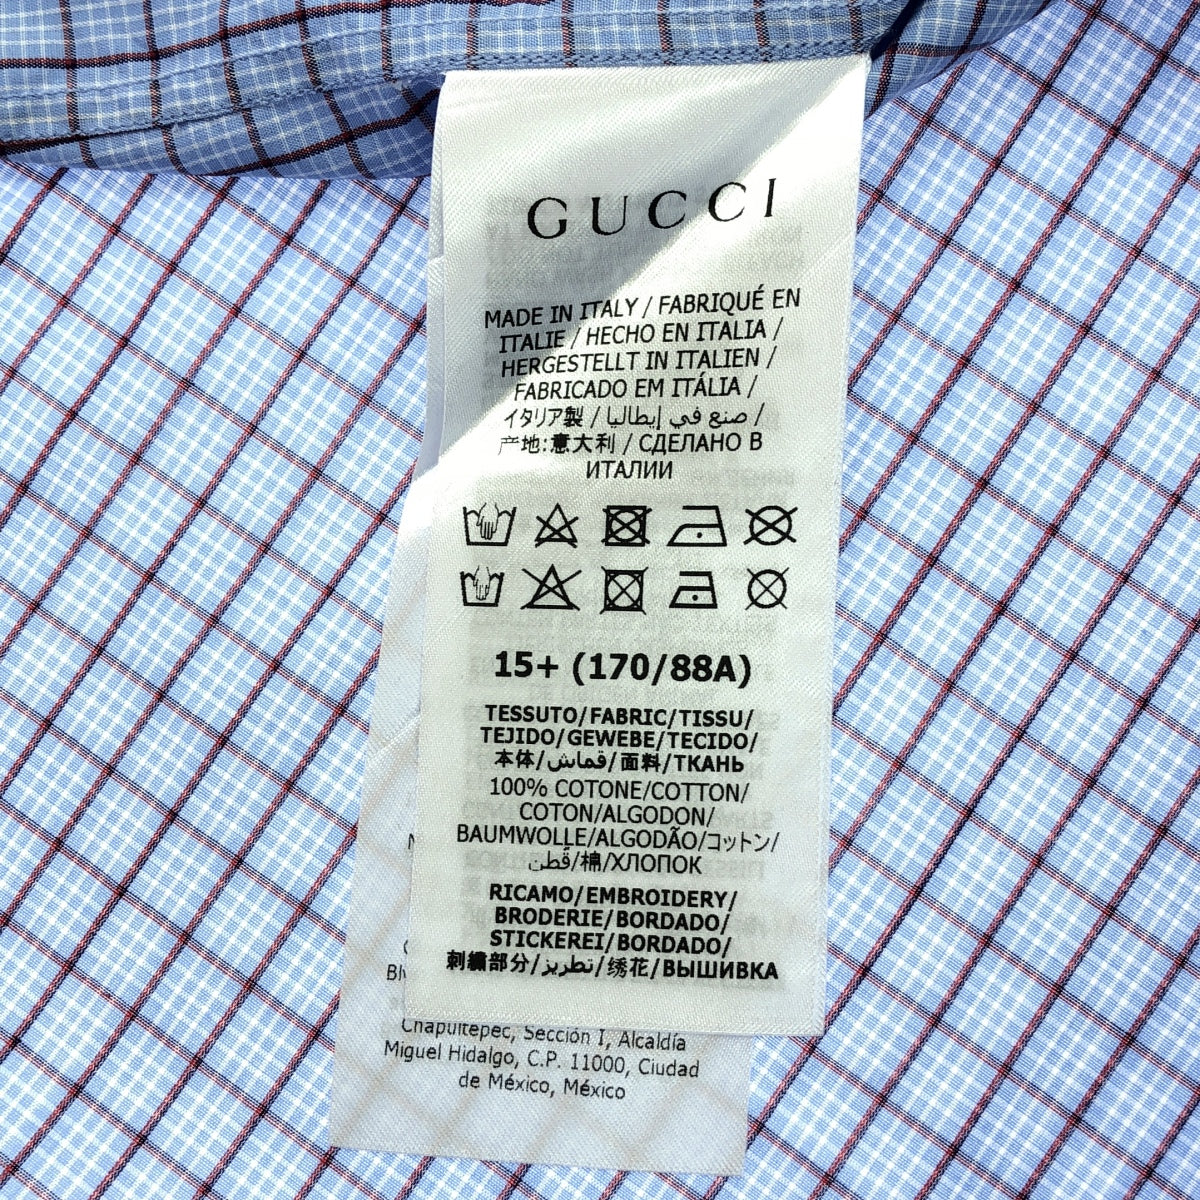 GUCCI
MADE IN ITALY / FABRIQUÉ EN
ITALIE / HECHO EN ITALIA /
HERGESTELLT IN ITALIEN /
FABRICADO EM ITÁLIA /
イタリア製 / صنع في إيطاليا /
产地:意大利 / СДЕЛАНО В
ИТАЛИИ
15+ (170/88A)
TESSUTO/FABRIC/TISSU/
TEJIDO/GEWEBE/TECIDO/
本体/قماش/面料/ТКАНЬ
100% COTONE/COTTON/
COTON/ALGODON/
BAUMWOLLE/ALGODÃO/コットン/
قطن/棉/ХЛОПОК
RICAMO/EMBROIDERY/
BRODERIE/BORDADO/
STICKEREI/BORDADO/
刺繍部分/تطريز/绣花/ВЫШИВКА
Chapultepec, Sección I, Alcaldía
Miguel Hidalgo, C.P. 11000, Ciudad
de México, México